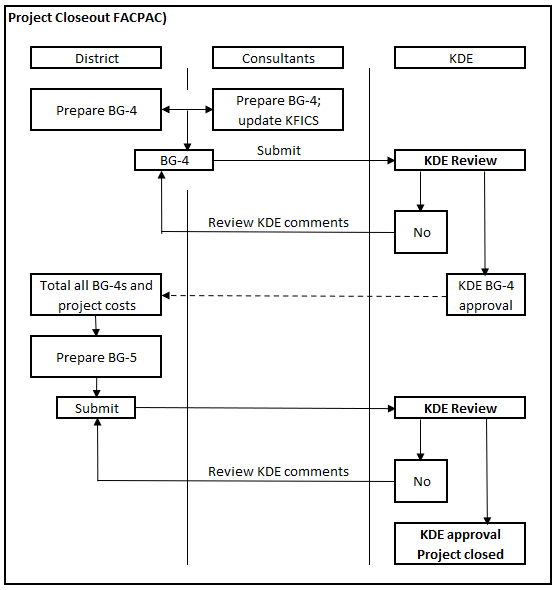 Project Closeout FACPAC)
District
Consultants
KDE
Prepare BG-4
Prepare BG-4;
update KFICS
BG-4
Submit
KDE Review
Review KDE comments
No
Total all BG-4s and
project costs
KDE BG-4
approval
Prepare BG-5
Submit
KDE Review
Review KDE comments
No
KDE approval
Project closed